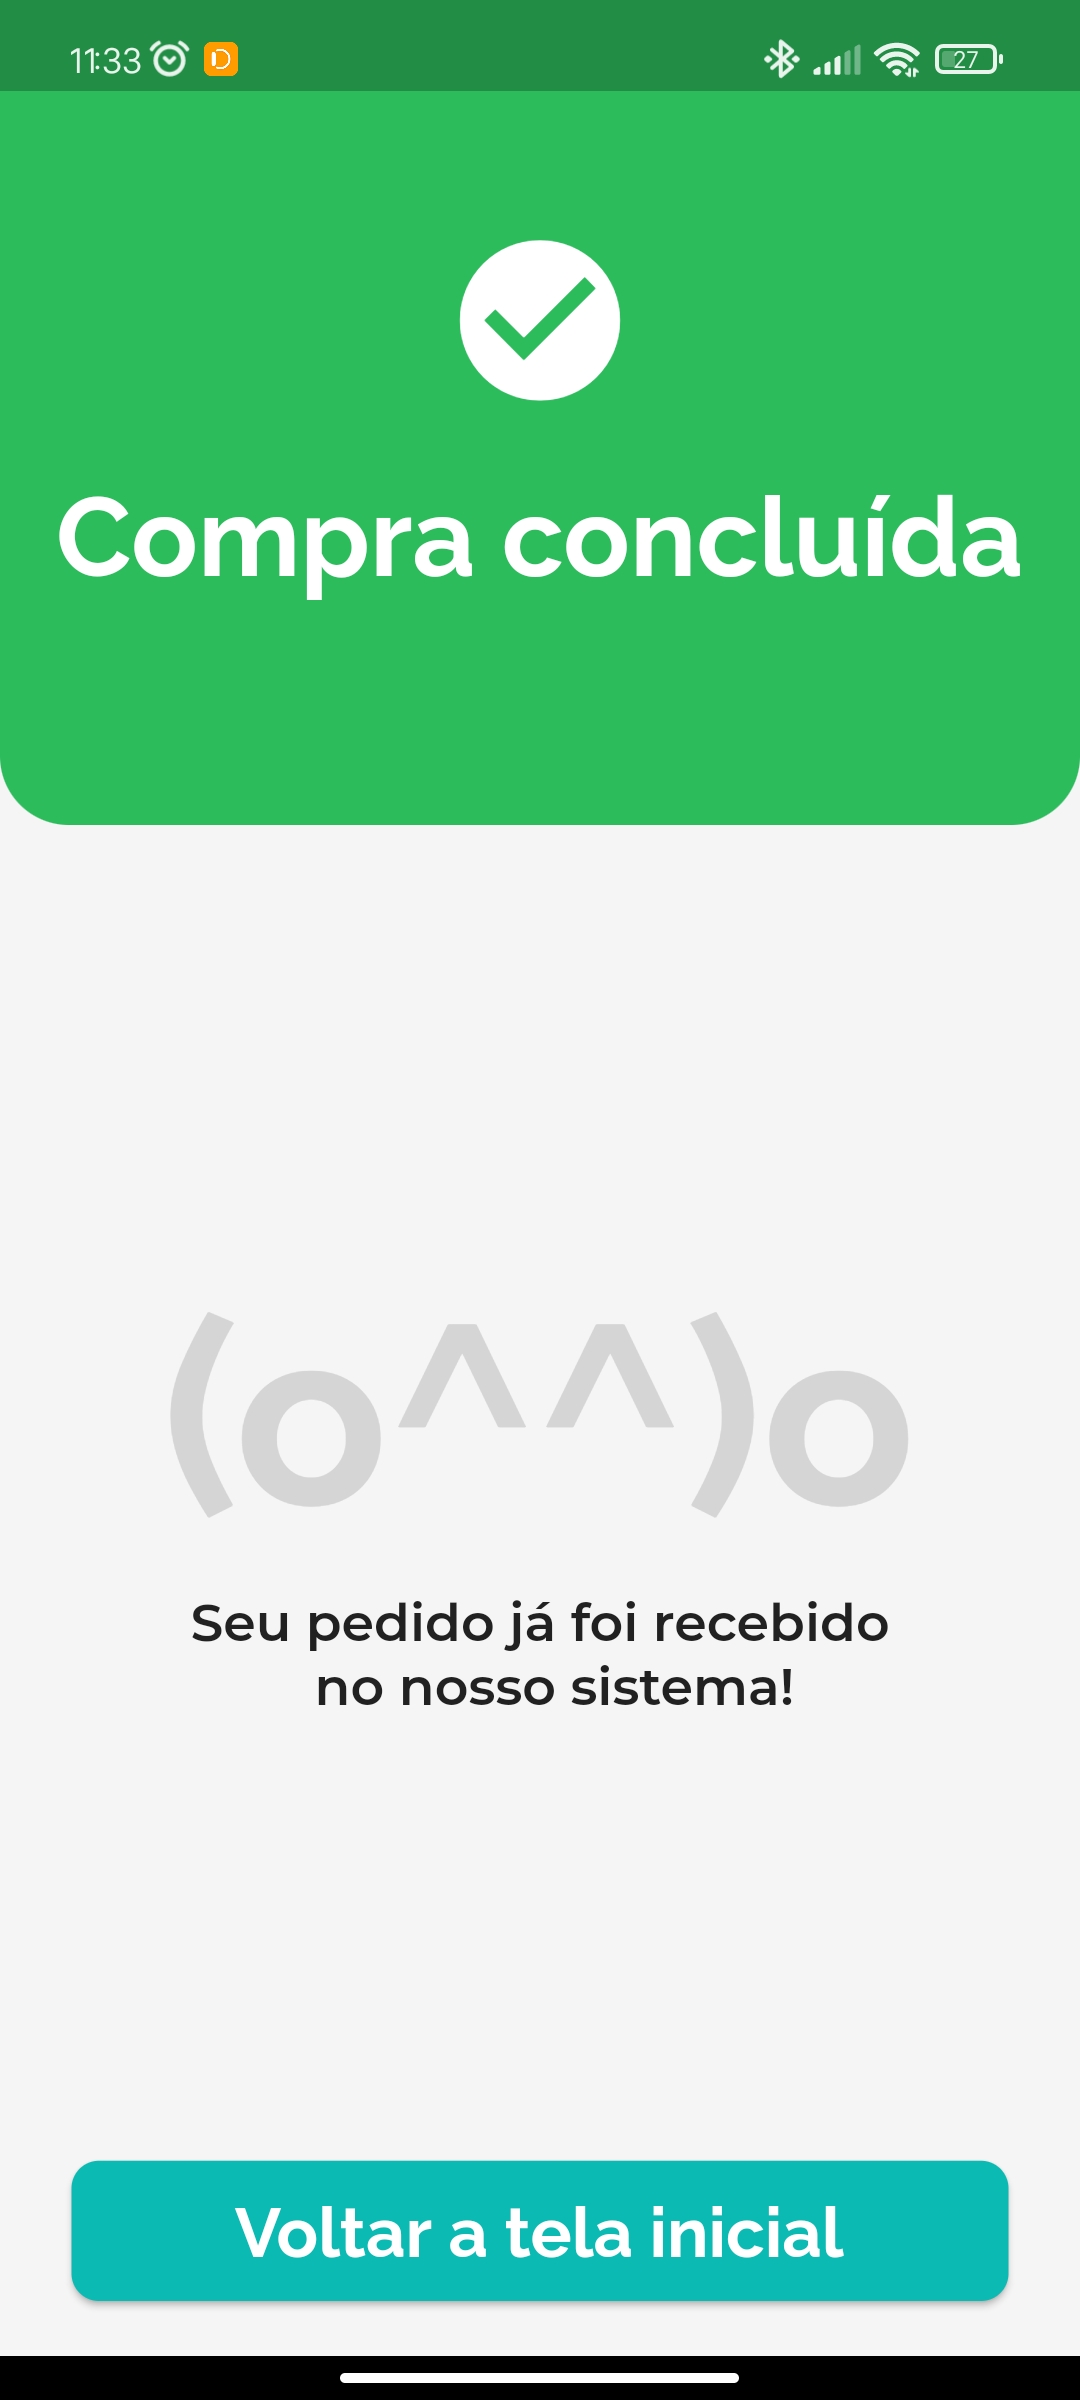 11:33
27
Compra concluída
(o^^)o
Seu pedido já foi recebido
no nosso sistema!
Voltar a tela inicial